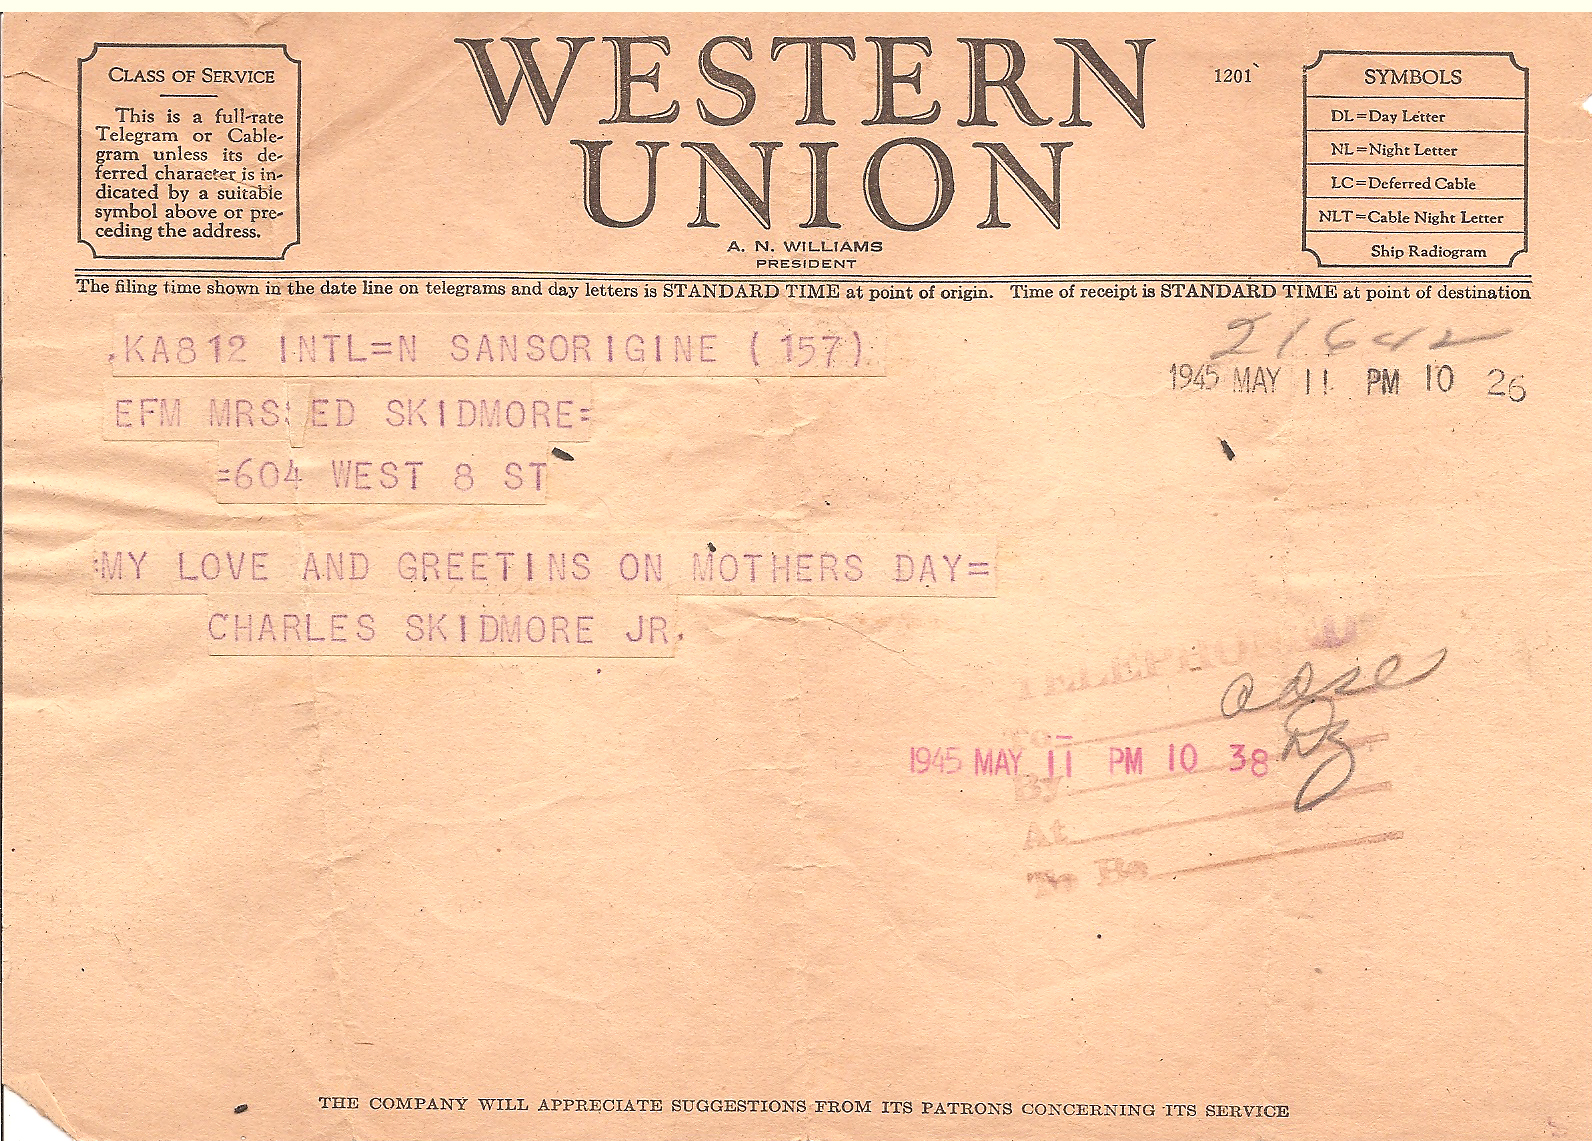 CLASS OF SERVICE
This is a full-rate
Telegram or Cable-
gram unless its de-
ferred character is in-
dicated by a suitable
symbol above or pre-
ceding the address.
WESTERN
UNION
A. N. WILLIAMS
PRESIDENT
1201
SYMBOLS
DL=Day Letter
NL=Night Letter
LC=Deferred Cable
NLT=Cable Night Letter
Ship Radiogram
The filing time shown in the date line on telegrams and day letters is STANDARD TIME at point of origin. Time of receipt is STANDARD TIME at point of destination
.KA812 INTL=N SANSORIGINE (157).
1945 MAY 11 PM 10 26
EFM MRS ED SKIDMORE=
=604 WEST 8 ST
:MY LOVE AND GREETINS ON MOTHERS DAY=
CHARLES SKIDMORE JR.
TELEPHONED
To
1945 MAY 11 PM 10 38
By
At
To Be
THE COMPANY WILL APPRECIATE SUGGESTIONS FROM ITS PATRONS CONCERNING ITS SERVICE